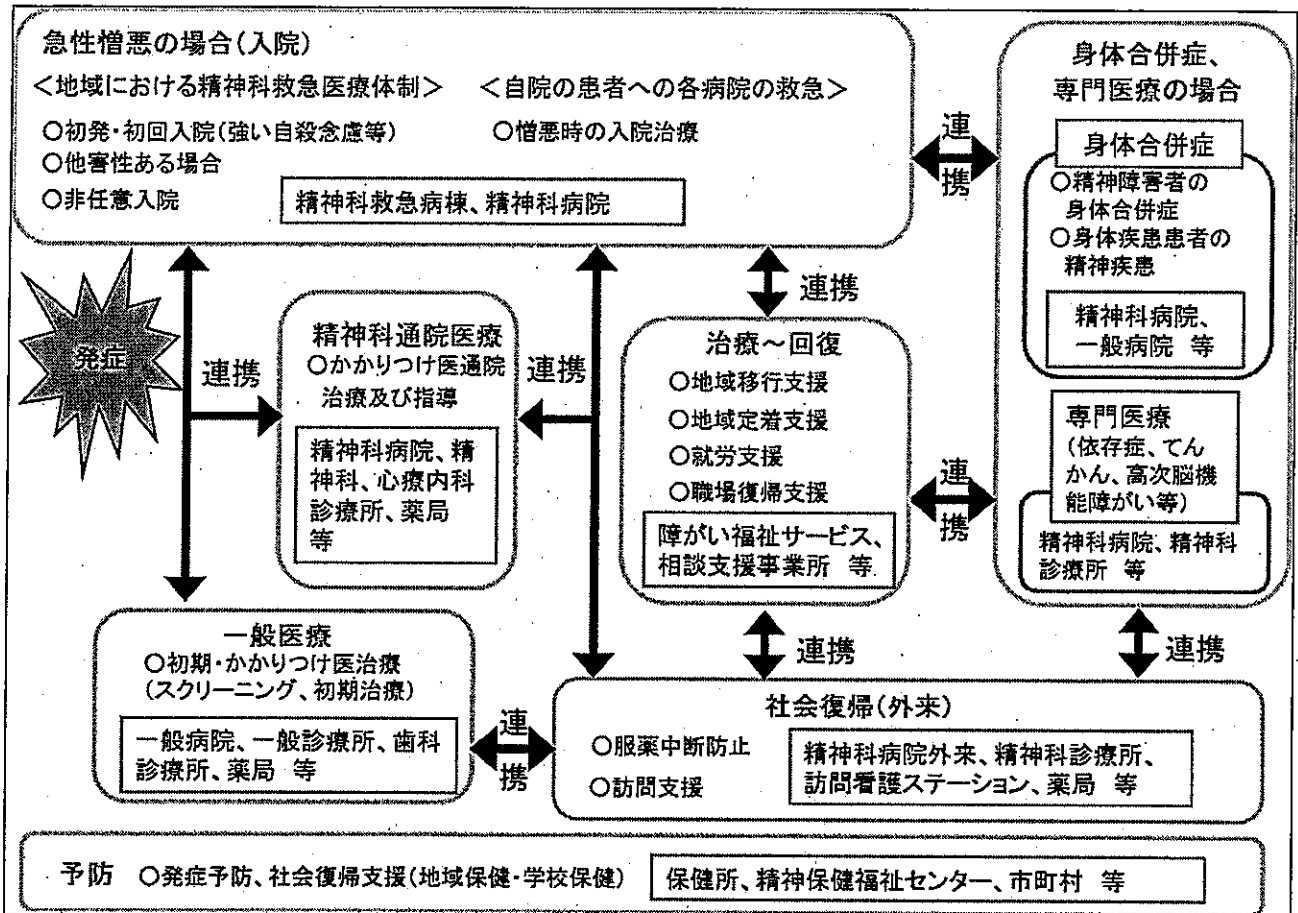 急性憎悪の場合(入院)
<地域における精神科救急医療体制>
○初発・初回入院(強い自殺念慮等)
○他害性ある場合
○非任意入院
<自院の患者への各病院の救急>
○憎悪時の入院治療
精神科救急病棟、精神科病院
連
携
身体合併症、
専門医療の場合
身体合併症
○精神障害者の
身体合併症
○身体疾患患者の
精神疾患
精神科病院、
一般病院 等
専門医療
(依存症、てん
かん、高次脳機
能障がい等)
精神科病院、精神科
診療所 等
発症
連携
精神科通院医療
○かかりつけ医通院
治療及び指導
精神科病院、精
神科、心療内科
診療所、薬局
等
連携
連携
治療～回復
○地域移行支援
○地域定着支援
○就労支援
○職場復帰支援
障がい福祉サービス、
相談支援事業所 等
連
携
一般医療
○初期・かかりつけ医治療
(スクリーニング、初期治療)
一般病院、一般診療所、歯科
診療所、薬局 等
連
携
連携
連携
社会復帰(外来)
○服薬中断防止
○訪問支援
精神科病院外来、精神科診療所、
訪問看護ステーション、薬局 等
予防 ○発症予防、社会復帰支援(地域保健・学校保健)
保健所、精神保健福祉センター、市町村 等